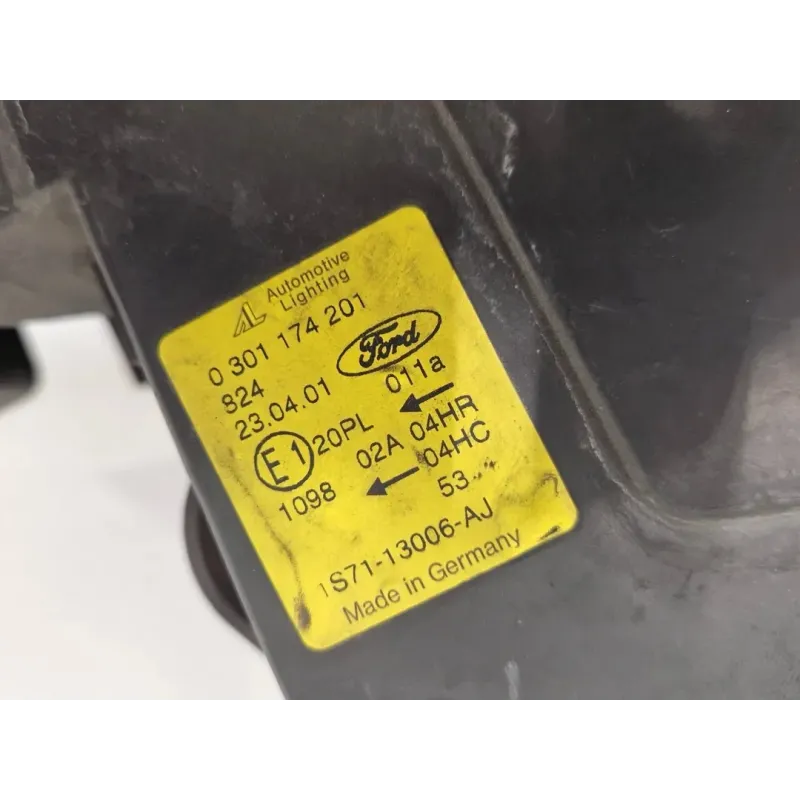 AL Automotive
Lighting
0 301 174 201
824 Ford
23.04.01 011a
E1 20PL 02A 04HR
04HC
1098 53
1S71-13006-AJ
Made in Germany